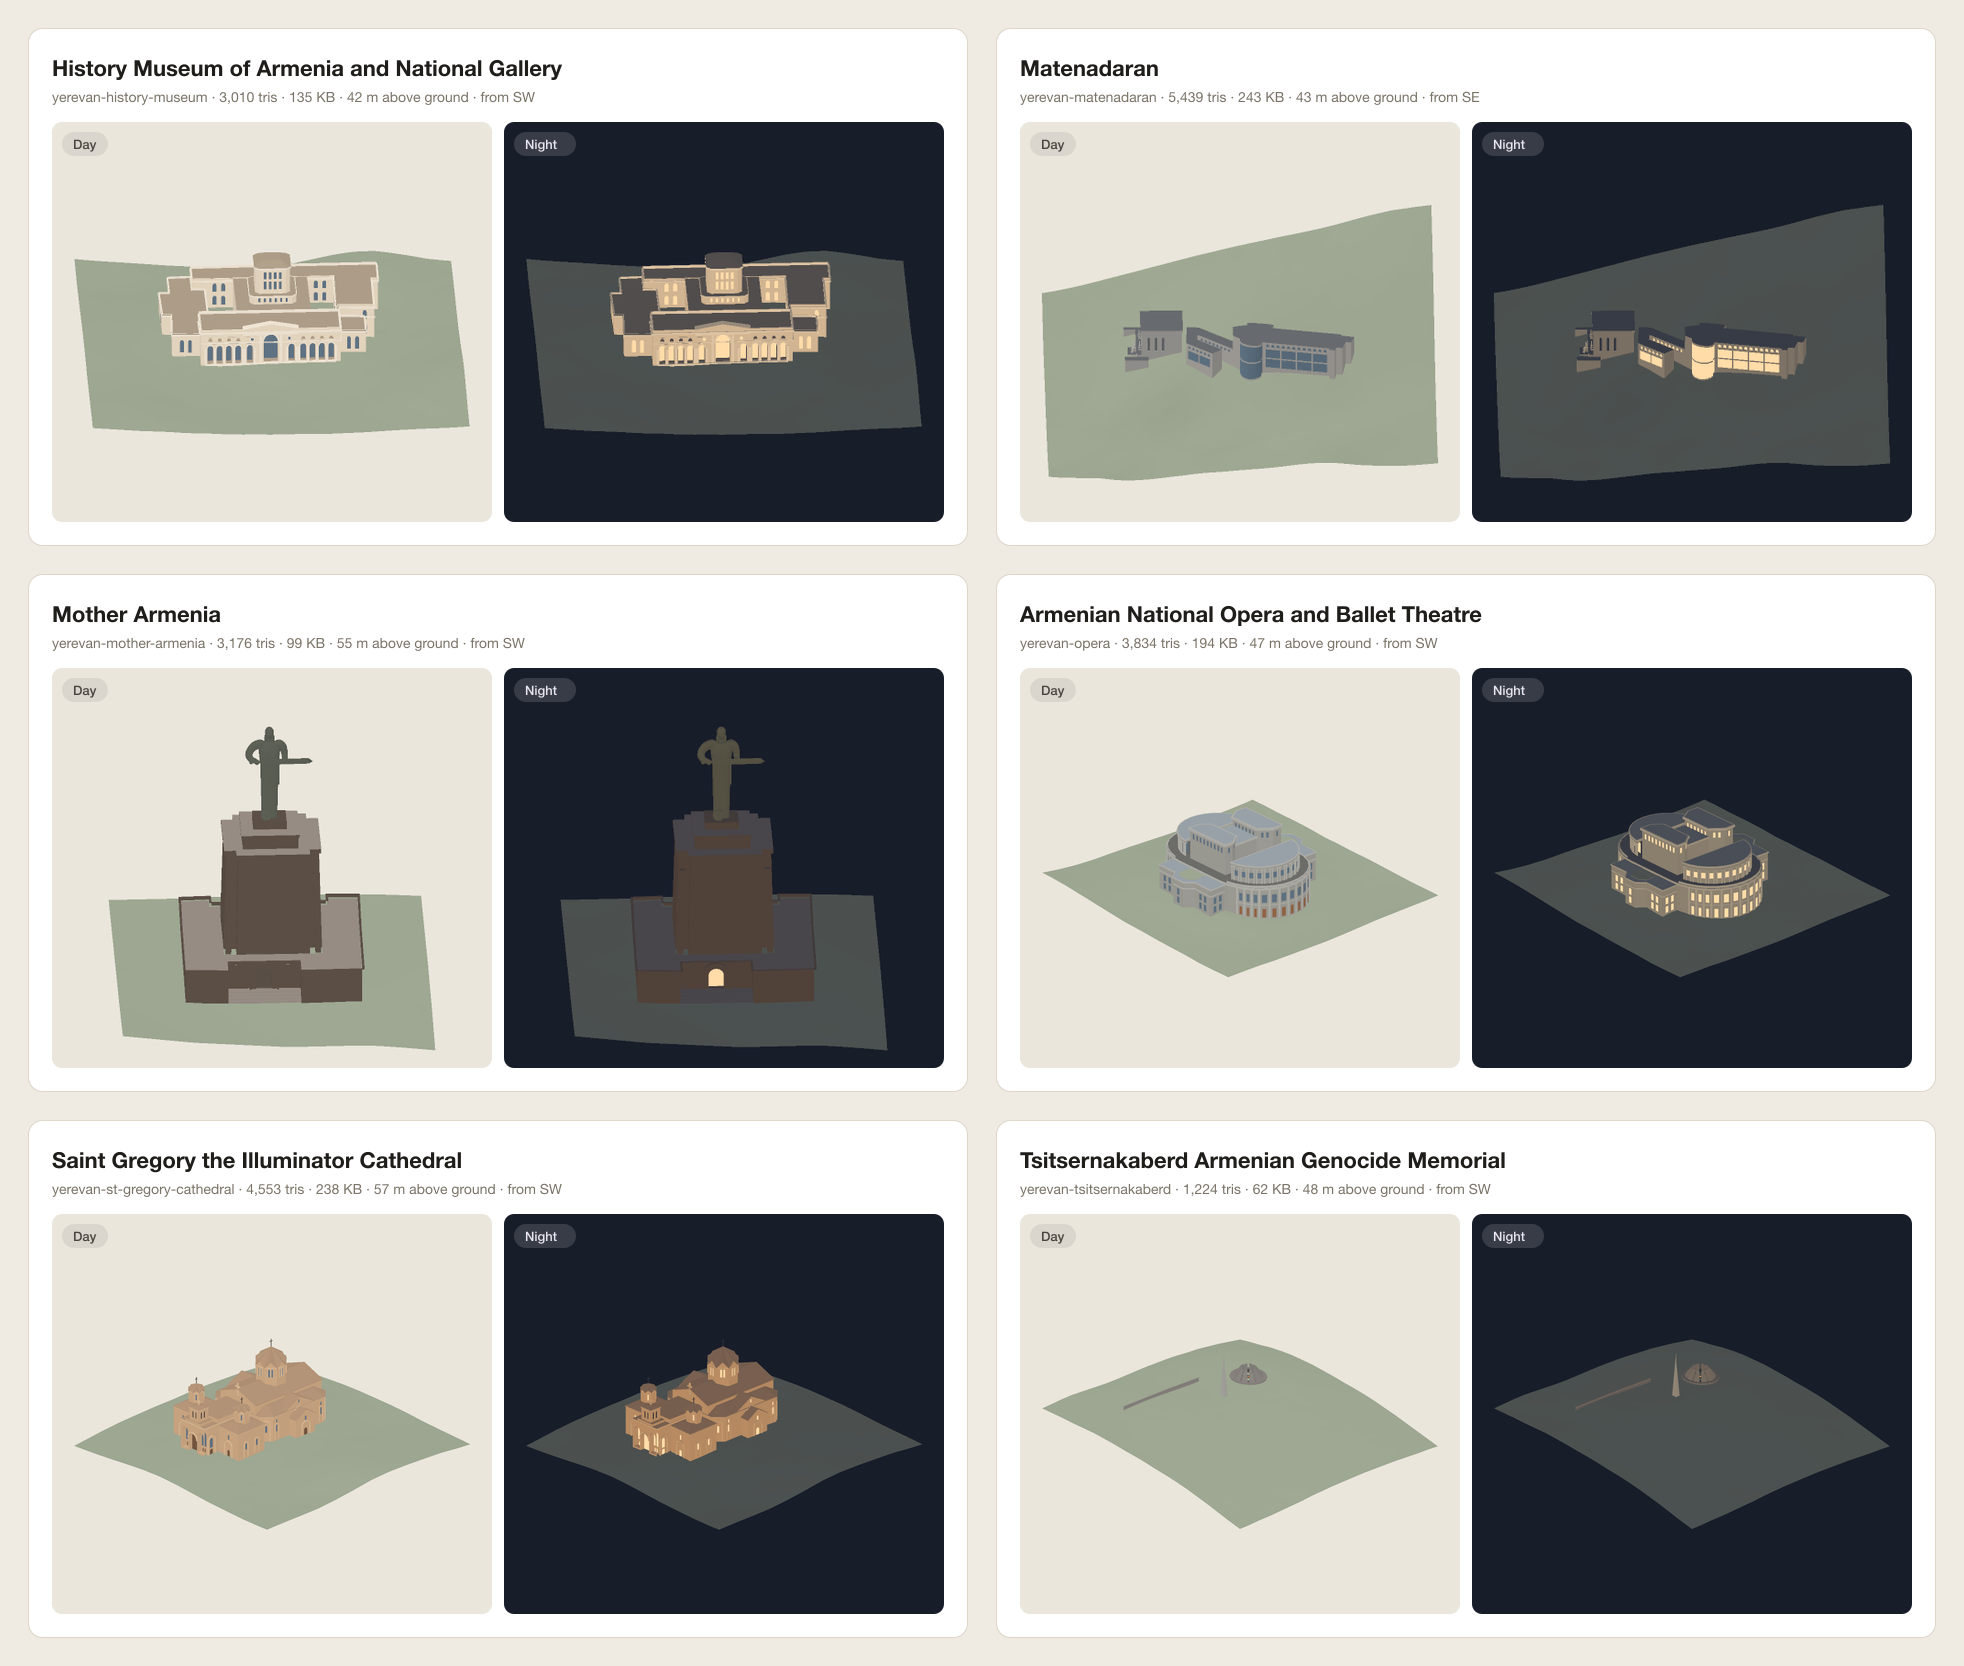 History Museum of Armenia and National Gallery
yerevan-history-museum · 3,010 tris · 135 KB · 42 m above ground · from SW
Day
Night
Matenadaran
yerevan-matenadaran · 5,439 tris · 243 KB · 43 m above ground · from SE
Day
Night
Mother Armenia
yerevan-mother-armenia · 3,176 tris · 99 KB · 55 m above ground · from SW
Day
Night
Armenian National Opera and Ballet Theatre
yerevan-opera · 3,834 tris · 194 KB · 47 m above ground · from SW
Day
Night
Saint Gregory the Illuminator Cathedral
yerevan-st-gregory-cathedral · 4,553 tris · 238 KB · 57 m above ground · from SW
Day
Night
Tsitsernakaberd Armenian Genocide Memorial
yerevan-tsitsernakaberd · 1,224 tris · 62 KB · 48 m above ground · from SW
Day
Night